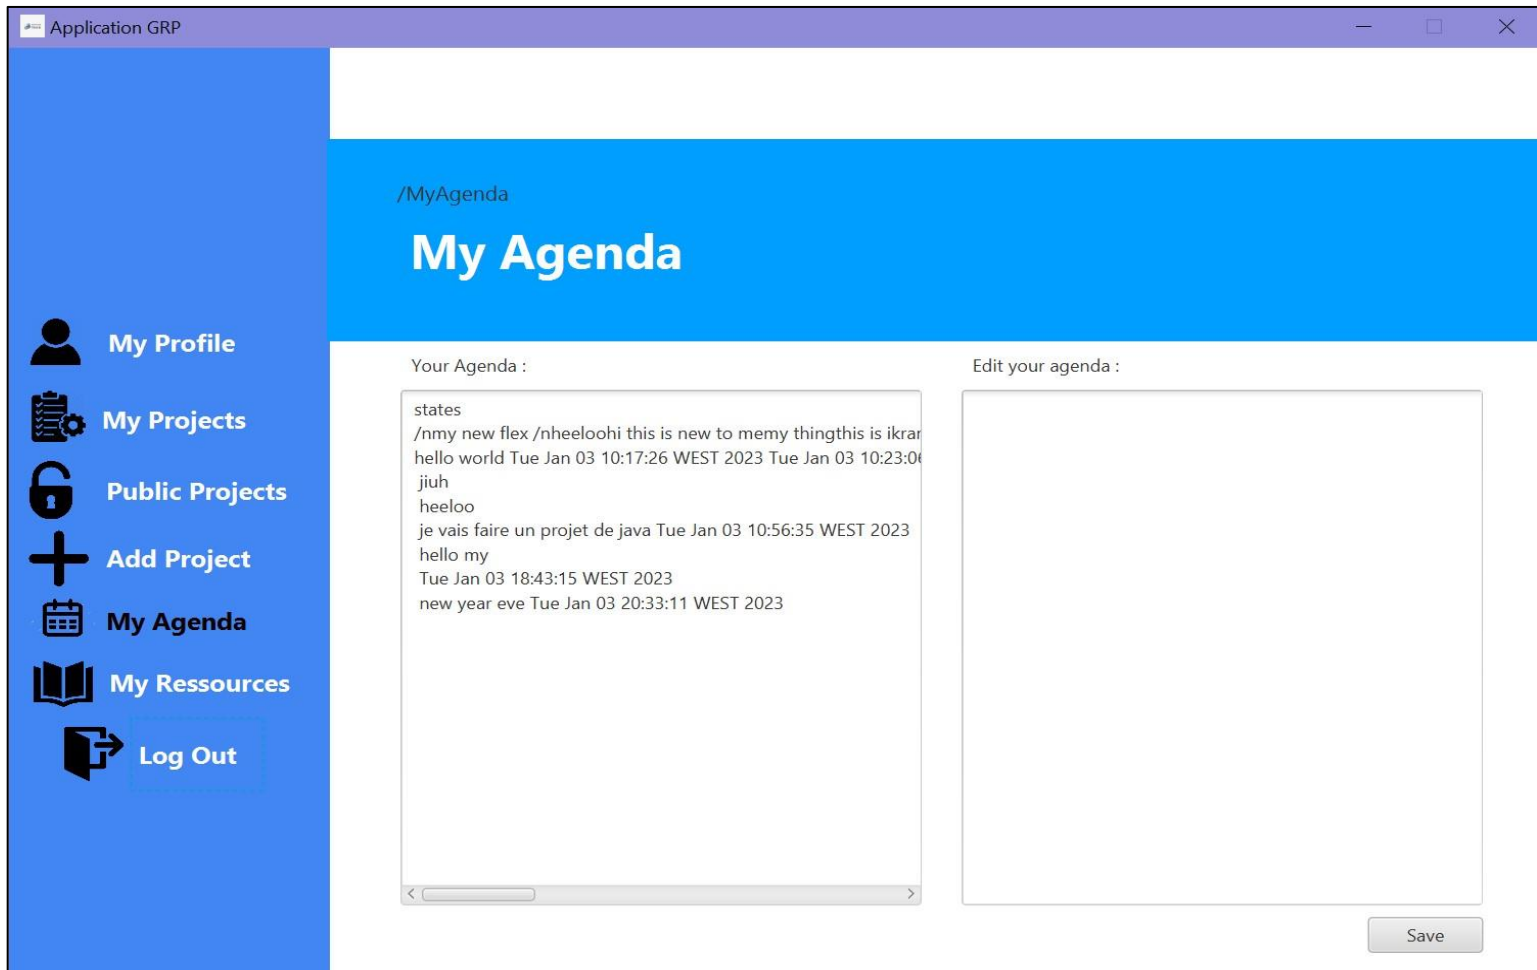 Application GRP
/MyAgenda
My Agenda
My Profile
My Projects
Public Projects
Add Project
My Agenda
My Ressources
Log Out
Your Agenda :
states
/nmy new flex /nheeloohi this is new to memy thingthis is ikrar
hello world Tue Jan 03 10:17:26 WEST 2023 Tue Jan 03 10:23:0
jiuh
heeloo
je vais faire un projet de java Tue Jan 03 10:56:35 WEST 2023
hello my
Tue Jan 03 18:43:15 WEST 2023
new year eve Tue Jan 03 20:33:11 WEST 2023
Edit your agenda :
Save